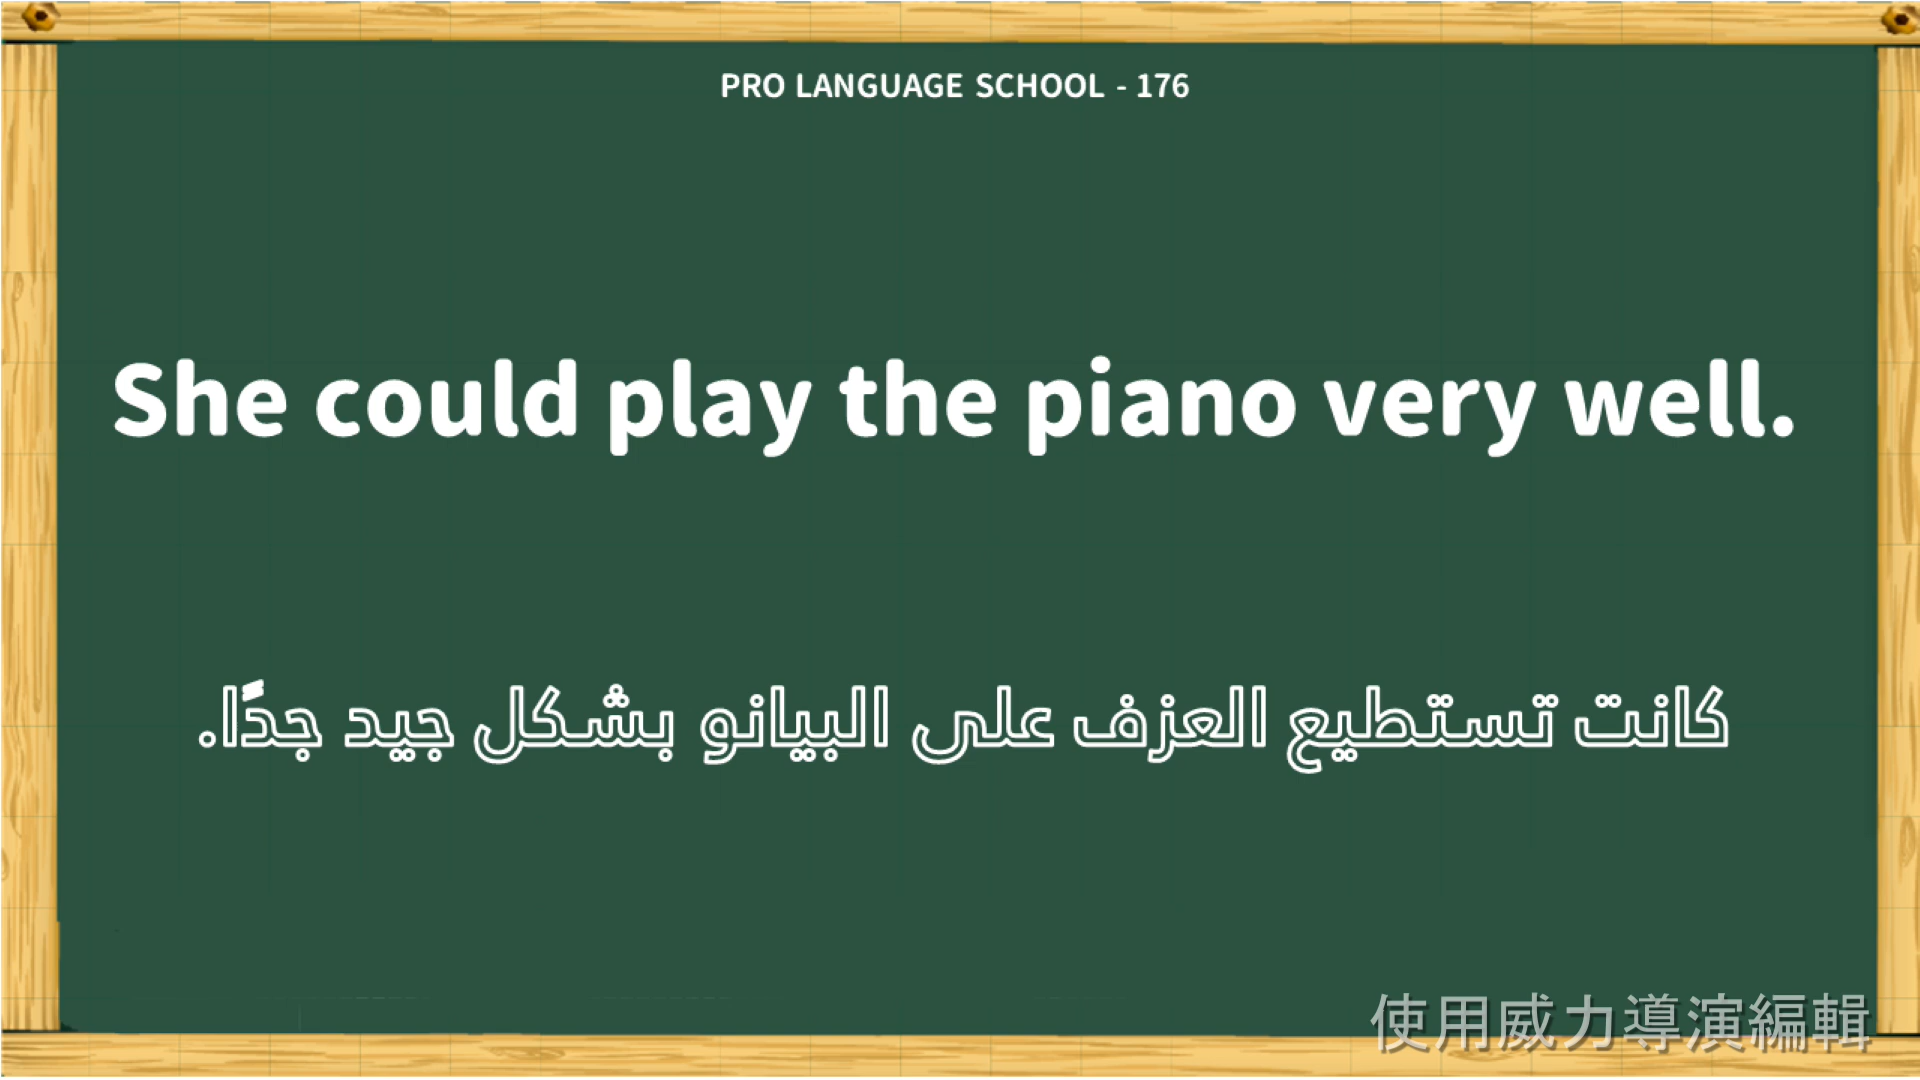 PRO LANGUAGE SCHOOL - 176
She could play the piano very well.
كانت تستطيع العزف على البيانو بشكل جيد جدًا.
使用威力導演編輯